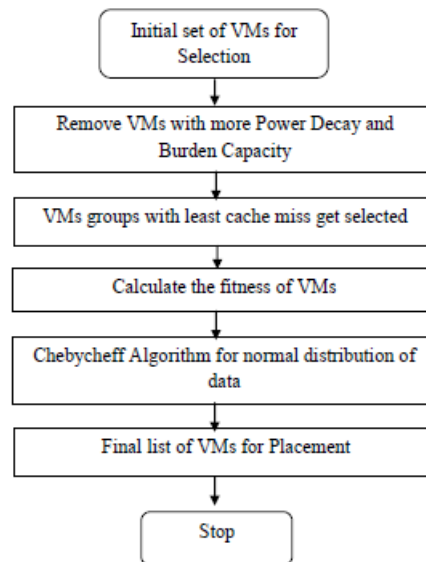 Initial set of VMs for
Selection
Remove VMs with more Power Decay and
Burden Capacity
VMs groups with least cache miss get selected
Calculate the fitness of VMs
Chebycheff Algorithm for normal distribution of
data
Final list of VMs for Placement
Stop